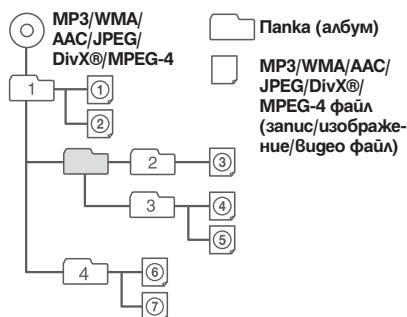 MP3/WMA/
AAC/JPEG/
DivX®/MPEG-4
1
①
②
2
③
3
④
⑤
4
⑥
⑦
Папка (албум)
MP3/WMA/AAC/
JPEG/DivX®/
MPEG-4 файл
(запис/изображе-
ние/видео файл)